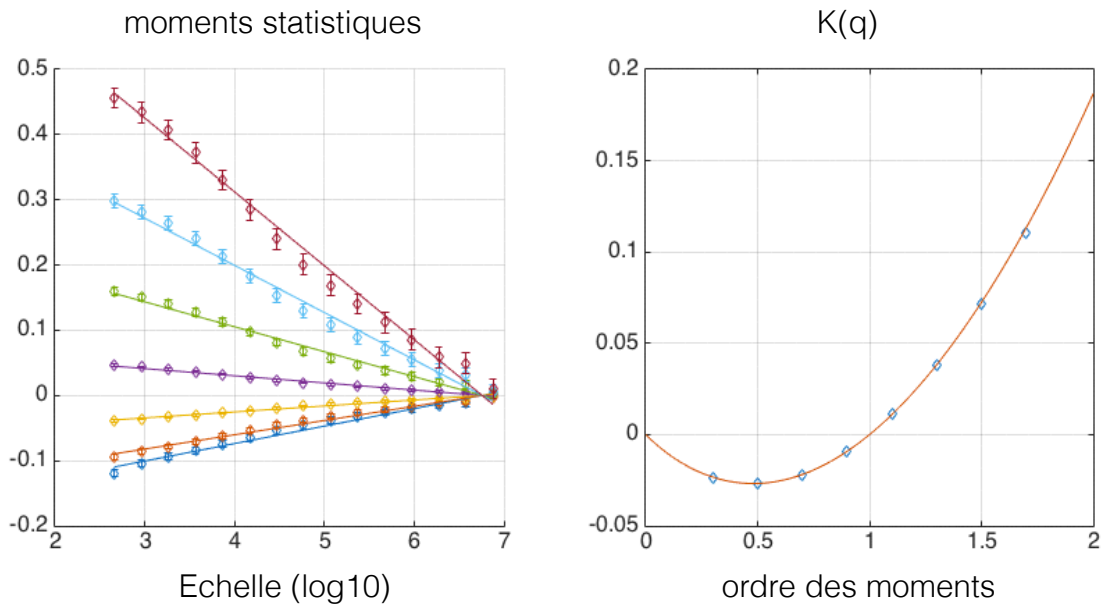 moments statistiques
0.5
0.4
0.3
0.2
0.1
0
-0.1
-0.2
2 3 4 5 6 7
Echelle (log10)
K(q)
0.2
0.15
0.1
0.05
0
-0.05
0 0.5 1 1.5 2
ordre des moments